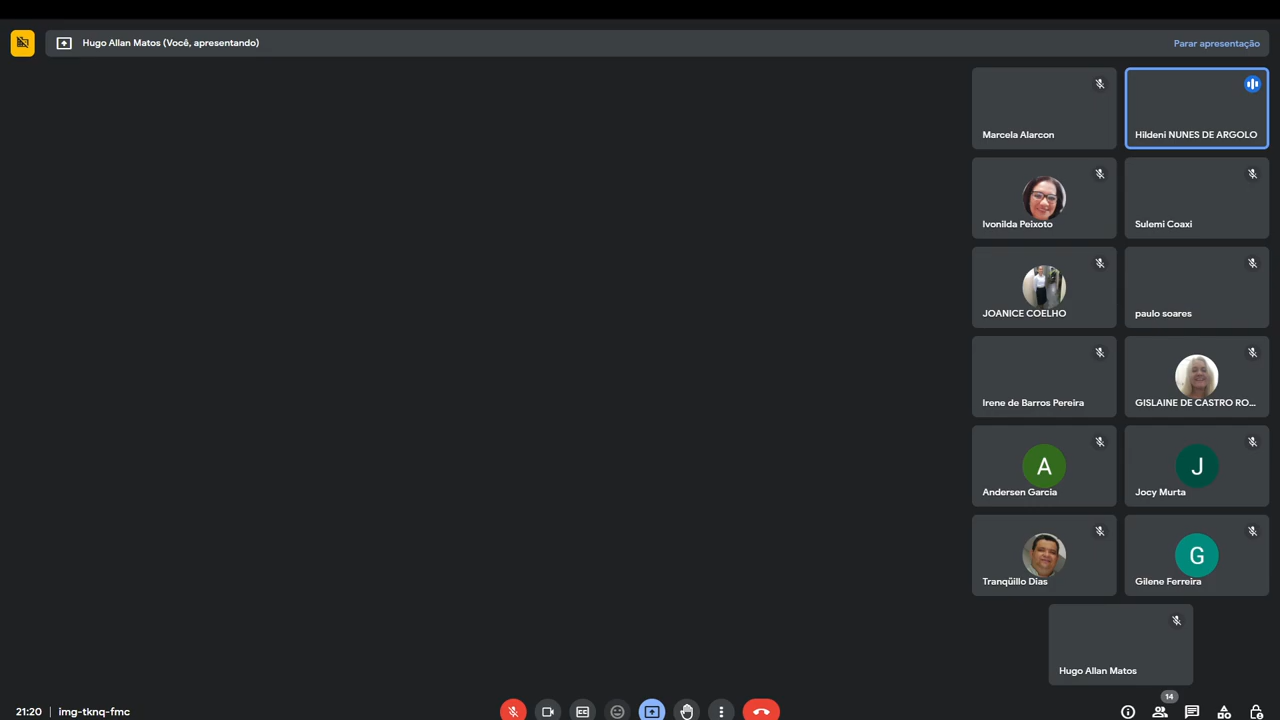 Hugo Allan Matos (Você, apresentando)
Parar apresentação
Marcela Alarcon
Hildeni NUNES DE ARGOLO
Ivonilda Peixoto
Sulemi Coaxi
JOANICE COELHO
paulo soares
Irene de Barros Pereira
GISLAINE DE CASTRO RO...
A
Andersen Garcia
J
Jocy Murta
Tranqüillo Dias
G
Gilene Ferreira
Hugo Allan Matos
14
21:20 | img-tknq-fmc